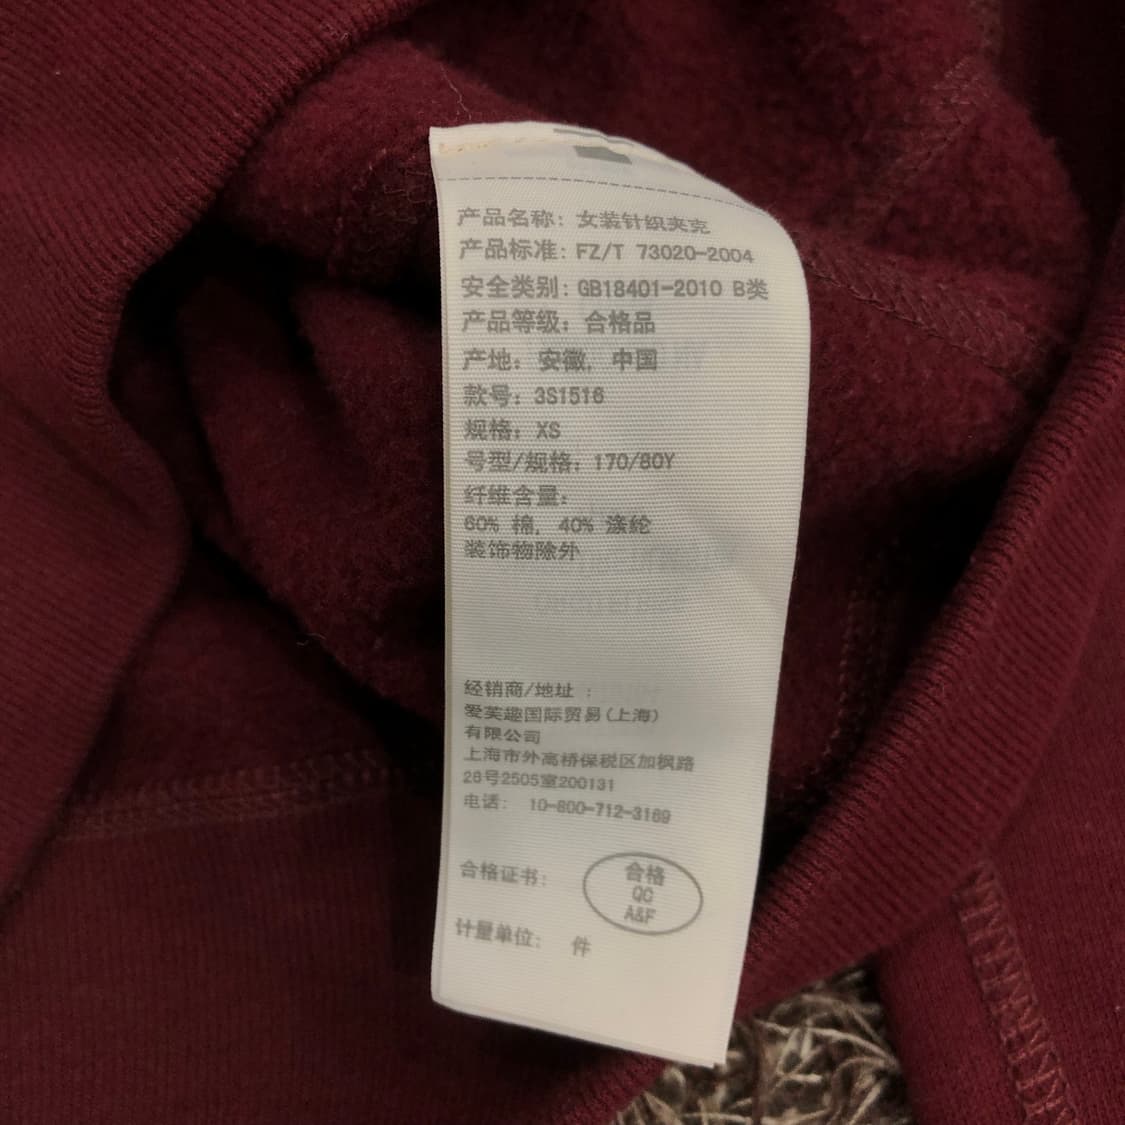 产品名称: 女装针织夹克
产品标准: FZ/T 73020-2004
安全类别: GB18401-2010 B类
产品等级: 合格品
产地: 安徽, 中国
款号: 3S1516
规格: XS
号型/规格: 170/80Y
纤维含量:
60% 棉, 40% 涤纶
装饰物除外
经销商/地址 :
爱芙趣国际贸易(上海)
有限公司
上海市外高桥保税区加枫路
26号2505室200131
电话: 10-800-712-3169
合格证书:
合格
QC
A&F
计量单位: 件